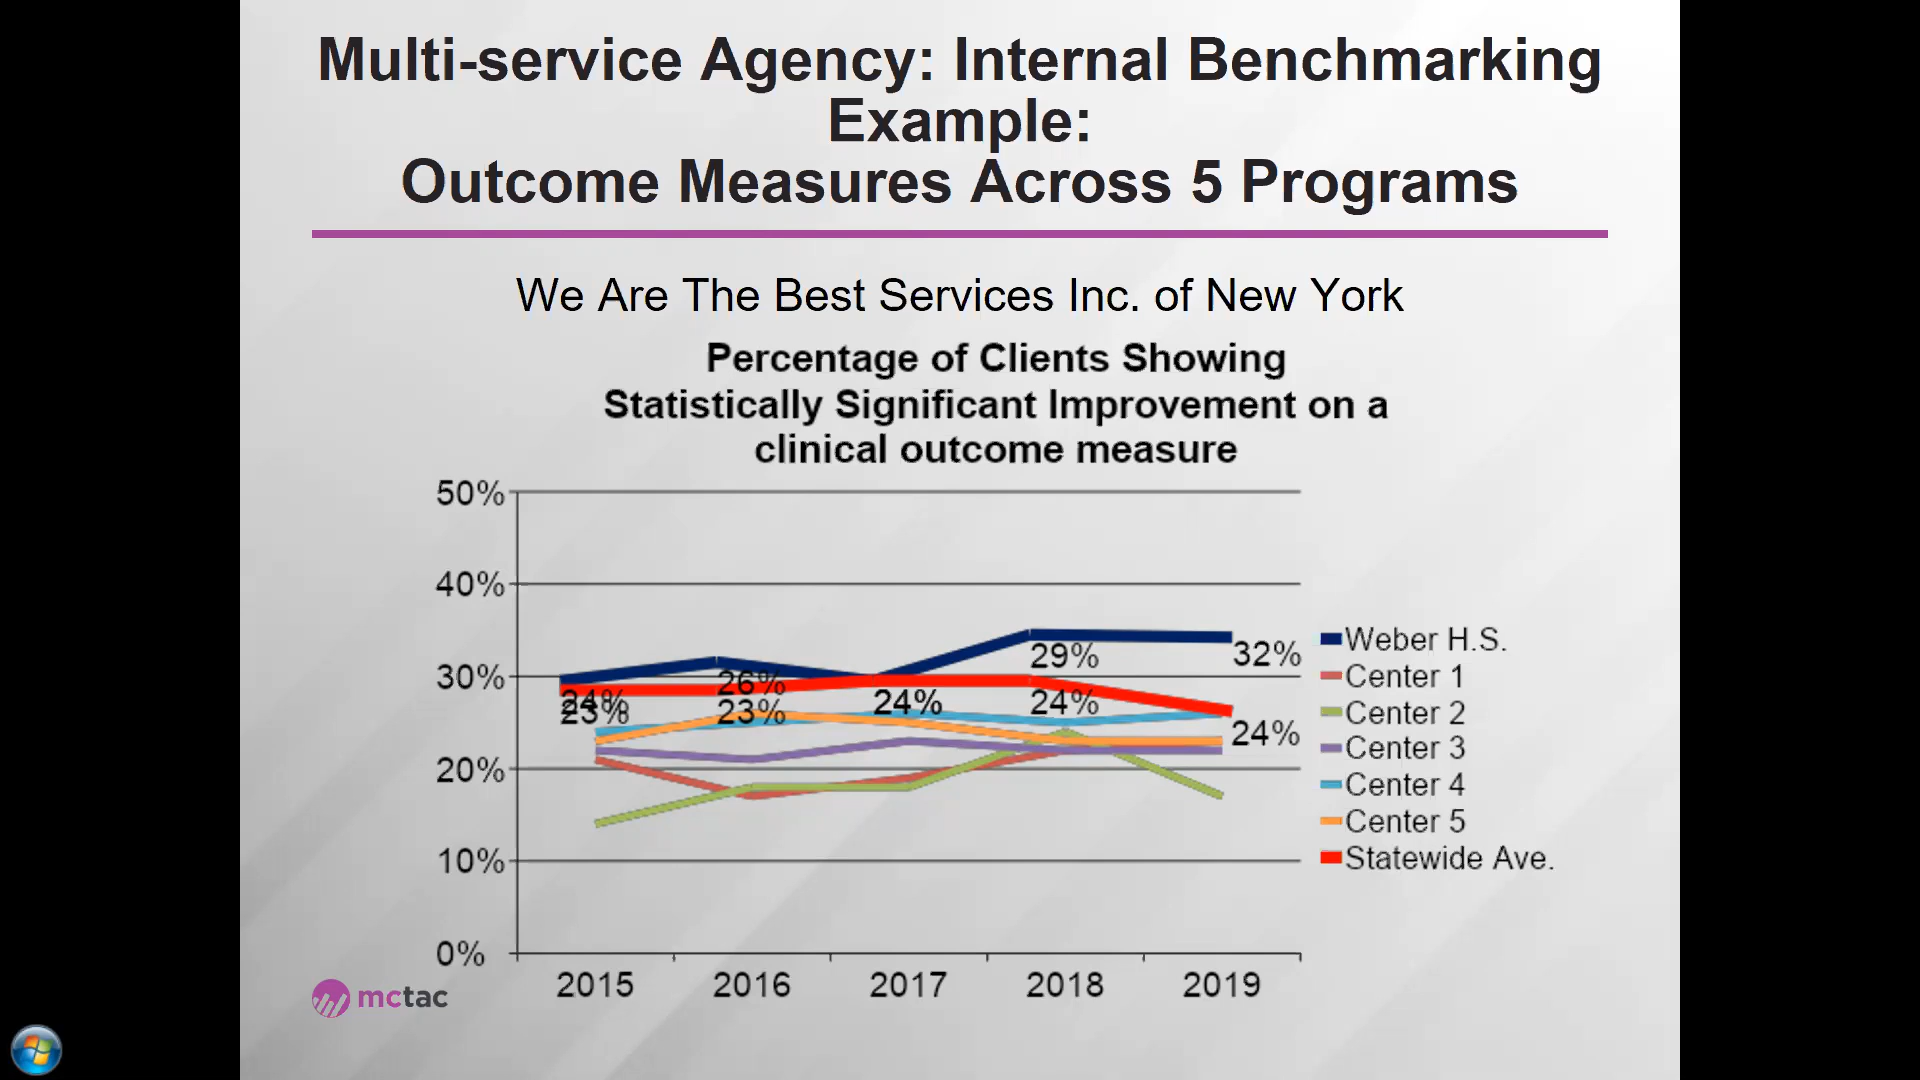 Multi-service Agency: Internal Benchmarking
Example:
Outcome Measures Across 5 Programs
We Are The Best Services Inc. of New York
Percentage of Clients Showing
Statistically Significant Improvement on a
clinical outcome measure
50%
40%
30%
20%
10%
0%
24%
23%
26%
23%
24%
29%
24%
32%
24%
2015
2016
2017
2018
2019
Weber H.S.
Center 1
Center 2
Center 3
Center 4
Center 5
Statewide Ave.
mctac